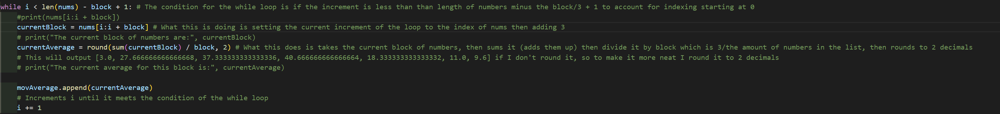 while i < len(nums) - block + 1: # The condition for the while loop is if the increment is less than than length of numbers minus the block/3 + 1 to account for indexing starting at 0
#print(nums[i:i + block])
currentBlock = nums[i:i + block] # What this is doing is setting the current increment of the loop to the index of nums then adding 3
# print("The current block of numbers are:", currentBlock)
currentAverage = round(sum(currentBlock) / block, 2) # What this does is takes the current block of numbers, then sums it (adds them up) then divide it by block which is 3/the amount of numbers in the list, then rounds to 2 decimals
# This will output [3.0, 27.666666666666668, 37.333333333333336, 40.666666666666664, 18.333333333333332, 11.0, 9.6] if I don't round it, so to make it more neat I round it to 2 decimals
# print("The current average for this block is:", currentAverage)
movAverage.append(currentAverage)
# Increments i until it meets the condition of the while loop
i += 1